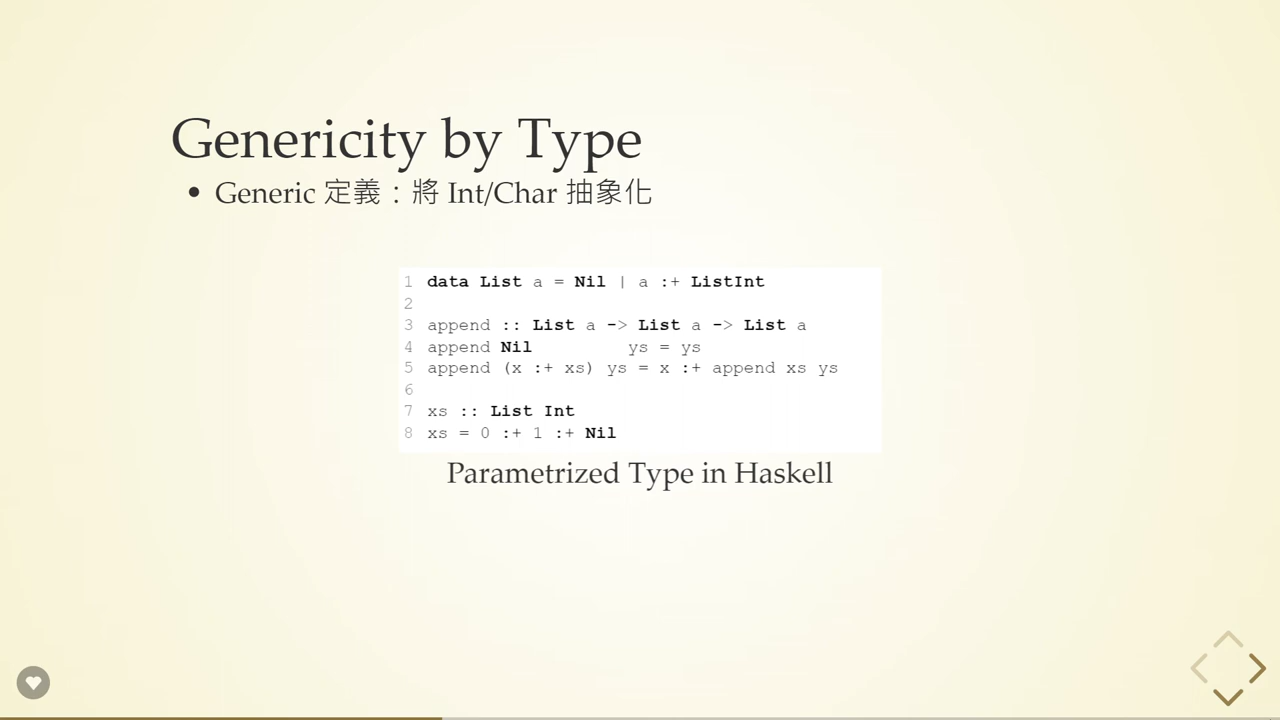 Genericity by Type
• Generic 定義：將 Int/Char 抽象化
1 data List a = Nil | a :+ ListInt
2
3 append :: List a -> List a -> List a
4 append Nil         ys = ys
5 append (x :+ xs) ys = x :+ append xs ys
6
7 xs :: List Int
8 xs = 0 :+ 1 :+ Nil
Parametrized Type in Haskell